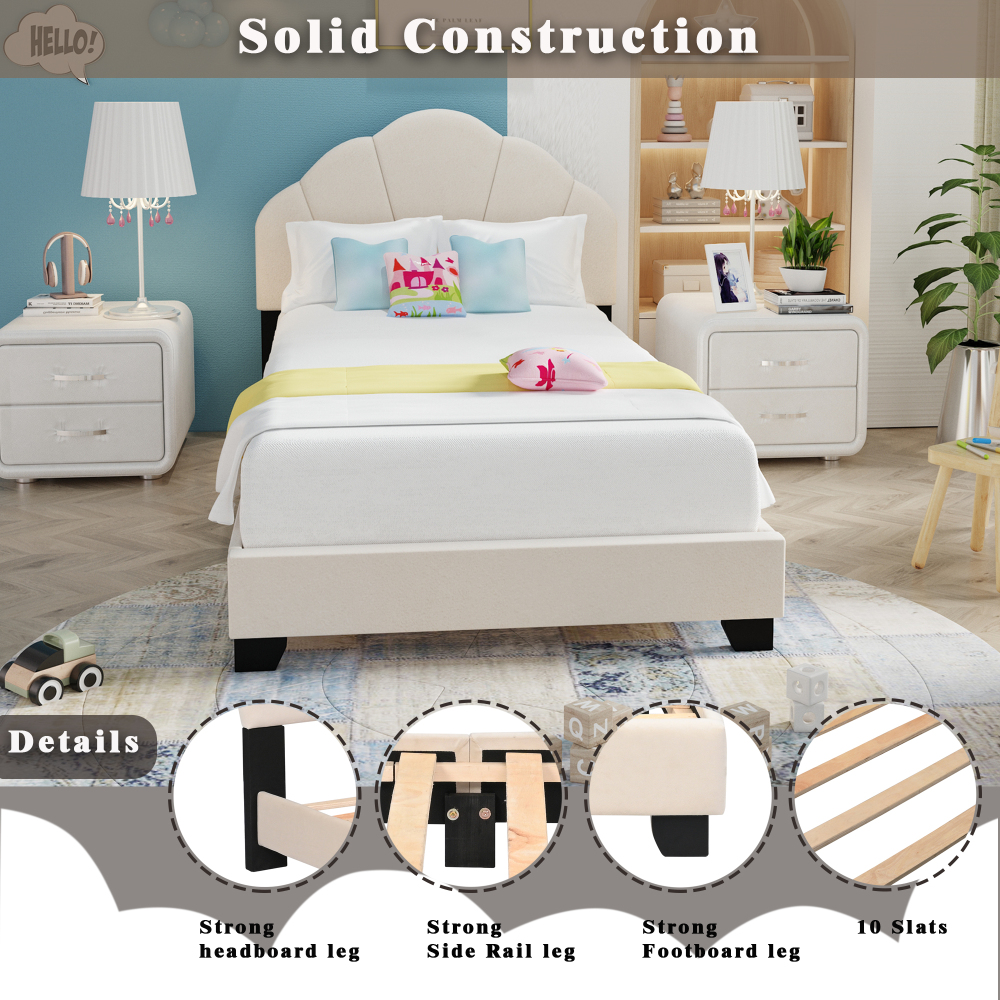 HELLO!
Solid Construction
Details
Strong
headboard leg
Strong
Side Rail leg
Strong
Footboard leg
10 Slats